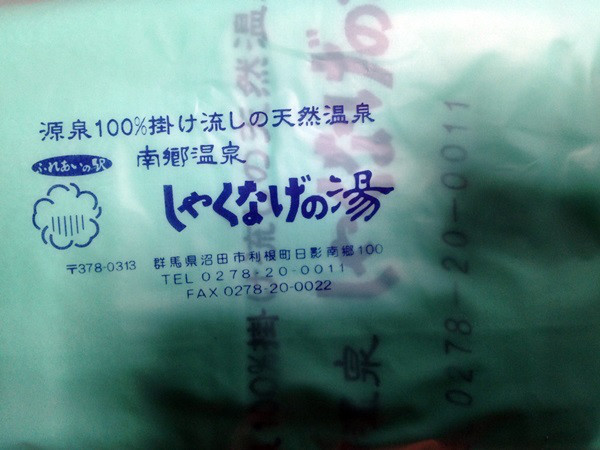 源泉100%掛け流しの天然温泉
ふれあいの駅
南郷温泉
しゃくなげの湯
〒378-0313 群馬県沼田市利根町日影南郷100
TEL 0278-20-0011
FAX 0278-20-0022